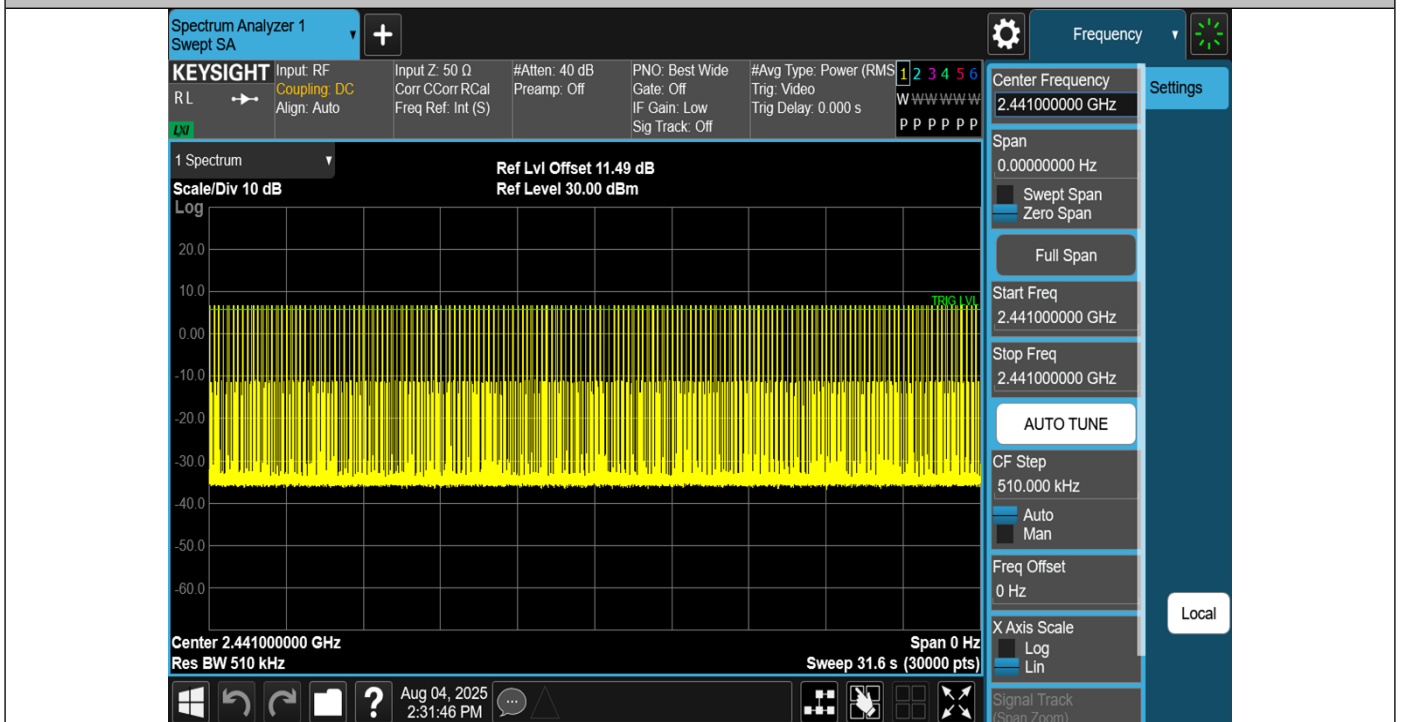 Spectrum Analyzer 1
Swept SA
+
Frequency
KEYSIGHT
RL
LXI
Input: RF
Coupling: DC
Align: Auto
Input Z: 50 Ω
Corr CCorr RCal
Freq Ref: Int (S)
#Atten: 40 dB
Preamp: Off
PNO: Best Wide
Gate: Off
IF Gain: Low
Sig Track: Off
#Avg Type: Power (RMS
Trig: Video
Trig Delay: 0.000 s
1 2 3 4 5 6
W W W W W W
P P P P P P
1 Spectrum
Scale/Div 10 dB
Ref Lvl Offset 11.49 dB
Ref Level 30.00 dBm
Log
20.0
10.0
TRIG LVL
0.00
-10.0
-20.0
-30.0
-40.0
-50.0
-60.0
Center 2.441000000 GHz
Span 0 Hz
Res BW 510 kHz
Sweep 31.6 s (30000 pts)
?
Aug 04, 2025
2:31:46 PM
Center Frequency
2.441000000 GHz
Settings
Span
0.00000000 Hz
Swept Span
Zero Span
Full Span
Start Freq
2.441000000 GHz
Stop Freq
2.441000000 GHz
AUTO TUNE
CF Step
510.000 kHz
Auto
Man
Freq Offset
0 Hz
Local
X Axis Scale
Log
Lin
Signal Track
(Span Zoom)